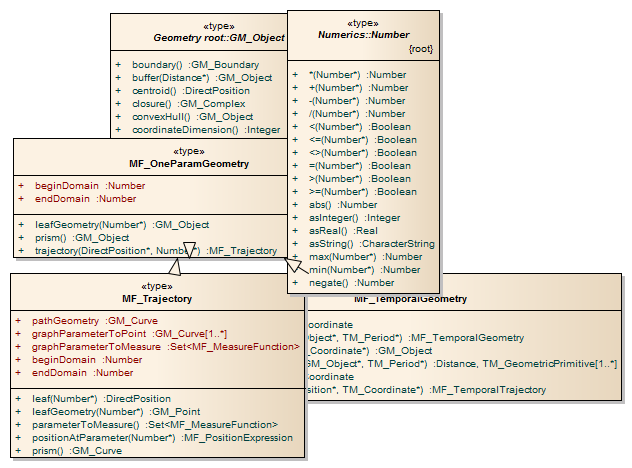 «type»
Geometry root::GM_Object
+ boundary() :GM_Boundary
+ buffer(Distance*) :GM_Object
+ centroid() :DirectPosition
+ closure() :GM_Complex
+ convexHull() :GM_Object
+ coordinateDimension() :Integer
«type»
Numerics::Number
{root}
+ *(Number*) :Number
+ +(Number*) :Number
+ -(Number*) :Number
+ /(Number*) :Number
+ <(Number*) :Boolean
+ <=(Number*) :Boolean
+ <>(Number*) :Boolean
+ =(Number*) :Boolean
+ >(Number*) :Boolean
+ >=(Number*) :Boolean
+ abs() :Number
+ asInteger() :Integer
+ asReal() :Real
+ asString() :CharacterString
+ max(Number*) :Number
min(Number*) :Number
+ negate() :Number
«type»
MF_OneParamGeometry
+ beginDomain :Number
+ endDomain :Number
+ leafGeometry(Number*) :GM_Object
+ prism() :GM_Object
+ trajectory(DirectPosition*, Number*) :MF_Trajectory
«type»
MF_Trajectory
+ pathGeometry :GM_Curve
+ graphParameterToPoint :GM_Curve[1..*]
+ graphParameterToMeasure :Set<MF_MeasureFunction>
+ beginDomain :Number
+ endDomain :Number
+ leaf(Number*) :DirectPosition
+ leafGeometry(Number*) :GM_Point
+ parameterToMeasure() :Set<MF_MeasureFunction>
+ positionAtParameter(Number*) :MF_PositionExpression
+ prism() :GM_Curve
MF_TemporalGeometry
oordinate
Object*, TM_Period*) :MF_TemporalGeometry
_Coordinate*) :GM_Object
GM_Object*, TM_Period*) :Distance, TM_GeometricPrimitive[1..*]
Coordinate
sition*, TM_Coordinate*) :MF_TemporalTrajectory